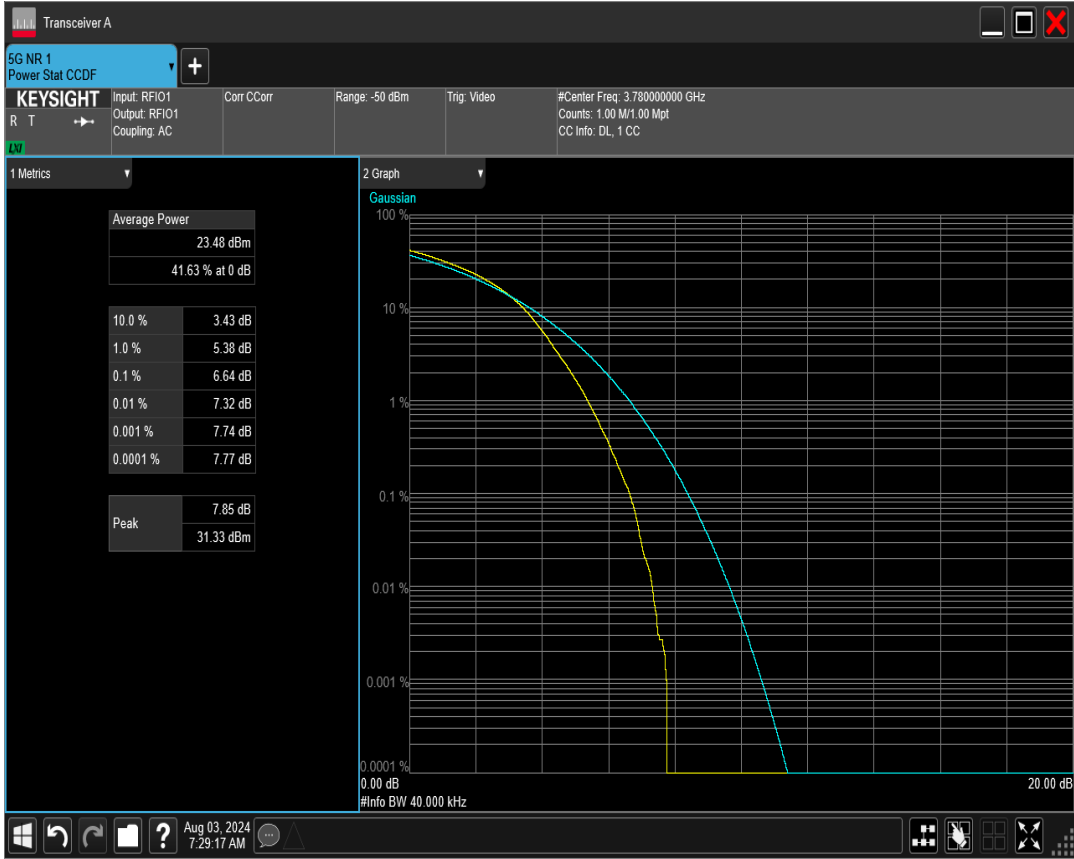 Transceiver A
5G NR 1
Power Stat CCDF
+
KEYSIGHT
R T
LXI
Input: RFIO1
Output: RFIO1
Coupling: AC
Corr CCorr
Range: -50 dBm
Trig: Video
#Center Freq: 3.780000000 GHz
Counts: 1.00 M/1.00 Mpt
CC Info: DL, 1 CC
1 Metrics
Average Power
23.48 dBm
41.63 % at 0 dB
10.0 % 3.43 dB
1.0 % 5.38 dB
0.1 % 6.64 dB
0.01 % 7.32 dB
0.001 % 7.74 dB
0.0001 % 7.77 dB
Peak 7.85 dB
31.33 dBm
2 Graph
Gaussian
100 %
10 %
1 %
0.1 %
0.01 %
0.001 %
0.0001 %
0.00 dB 20.00 dB
#Info BW 40.000 kHz
?
Aug 03, 2024
7:29:17 AM